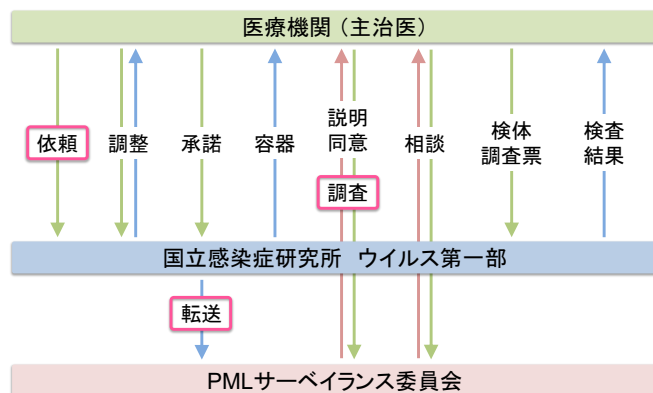 医療機関（主治医）
依頼
調整
承諾
容器
説明
同意
調査
相談
検体
調査票
検査
結果
国立感染症研究所　ウイルス第一部
転送
PMLサーベイランス委員会